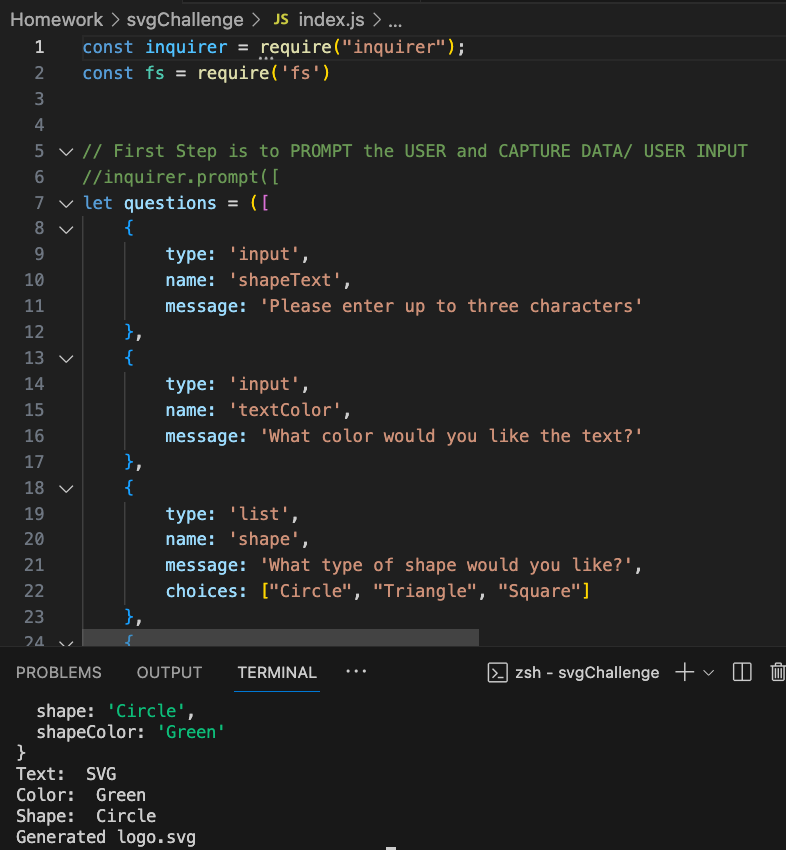 Homework > svgChallenge > JS index.js > ...
1 const inquirer = require("inquirer");
2 const fs = require('fs')
3
4
5 // First Step is to PROMPT the USER and CAPTURE DATA/ USER INPUT
6 //inquirer.prompt([
7 let questions = ([
8 {
9 type: 'input',
10 name: 'shapeText',
11 message: 'Please enter up to three characters'
12 },
13 {
14 type: 'input',
15 name: 'textColor',
16 message: 'What color would you like the text?'
17 },
18 {
19 type: 'list',
20 name: 'shape',
21 message: 'What type of shape would you like?',
22 choices: ["Circle", "Triangle", "Square"]
23 },
24 {
PROBLEMS OUTPUT TERMINAL ... zsh - svgChallenge
shape: 'Circle',
shapeColor: 'Green'
}
Text:  SVG
Color:  Green
Shape:  Circle
Generated logo.svg